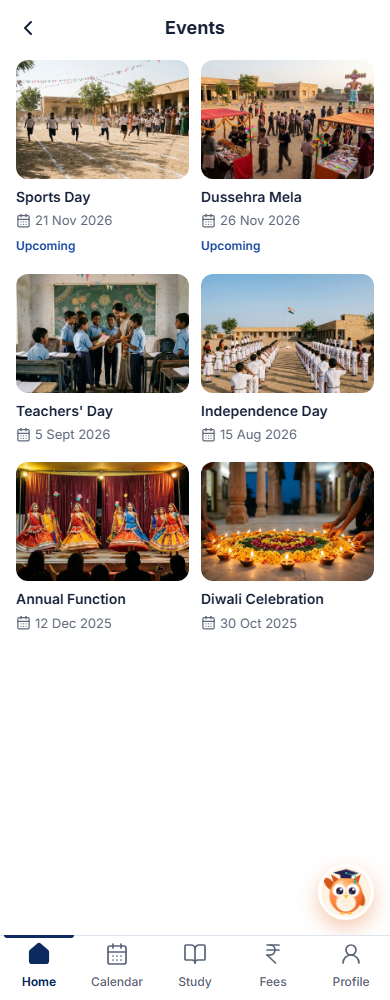 Events
Sports Day
21 Nov 2026
Upcoming
Dussehra Mela
26 Nov 2026
Upcoming
Teachers' Day
5 Sept 2026
Independence Day
15 Aug 2026
Annual Function
12 Dec 2025
Diwali Celebration
30 Oct 2025
Home
Calendar
Study
Fees
Profile